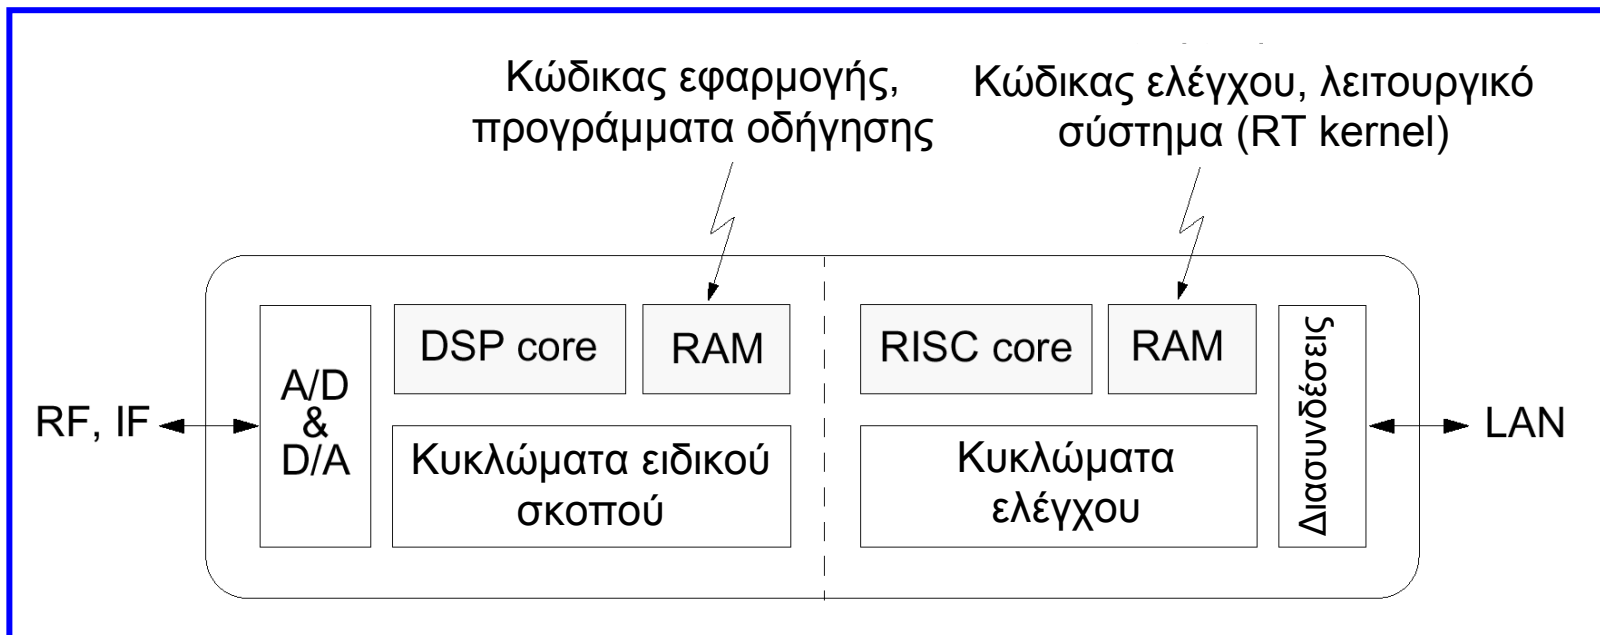 Κώδικας εφαρμογής,
προγράμματα οδήγησης
Κώδικας ελέγχου, λειτουργικό
σύστημα (RT kernel)
RF, IF
A/D
&
D/A
DSP core
RAM
Κυκλώματα ειδικού
σκοπού
RISC core
RAM
Κυκλώματα
ελέγχου
Διασυνδέσεις
LAN